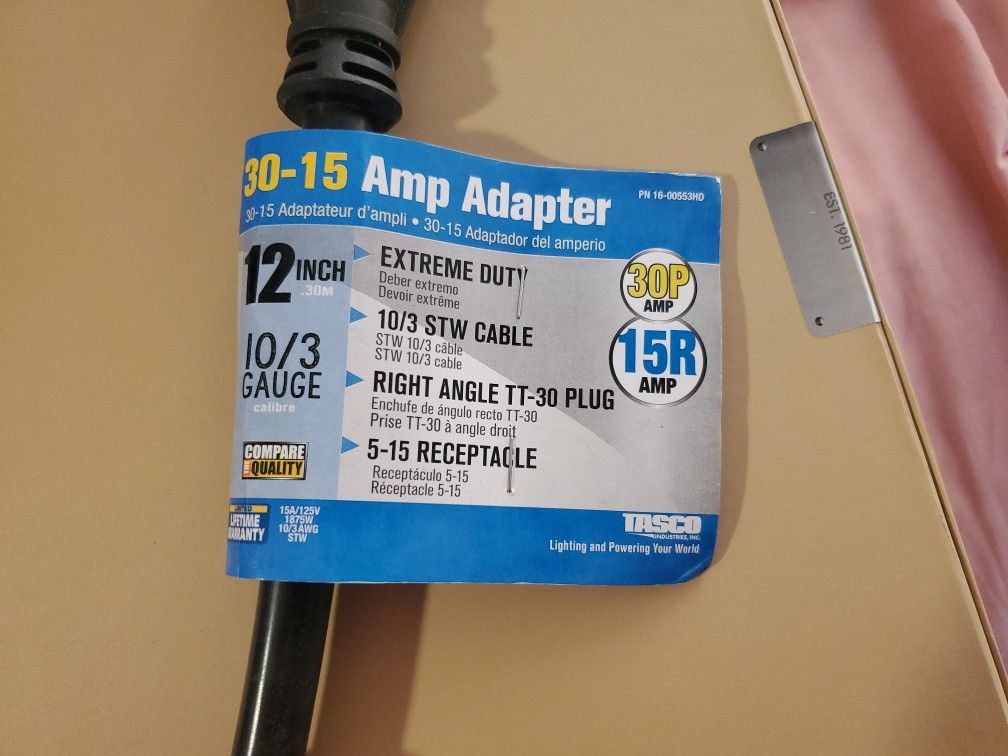 30-15 Amp Adapter
PN 16-00553HD
30-15 Adaptateur d'ampli • 30-15 Adaptador del amperio
12 INCH
.30M
10/3
GAUGE
calibre
COMPARE
THE QUALITY
EXTREME DUTY
Deber extremo
Devoir extrême
10/3 STW CABLE
STW 10/3 câble
STW 10/3 cable
RIGHT ANGLE TT-30 PLUG
Enchufe de ángulo recto TT-30
Prise TT-30 à angle droit
5-15 RECEPTACLE
Receptáculo 5-15
Réceptacle 5-15
30P
AMP
15R
AMP
LIMITED
LIFETIME
WARRANTY
15A/125V
1875W
10/3 AWG
STW
TASCO
INDUSTRIES, INC.
Lighting and Powering Your World
EST. 1981